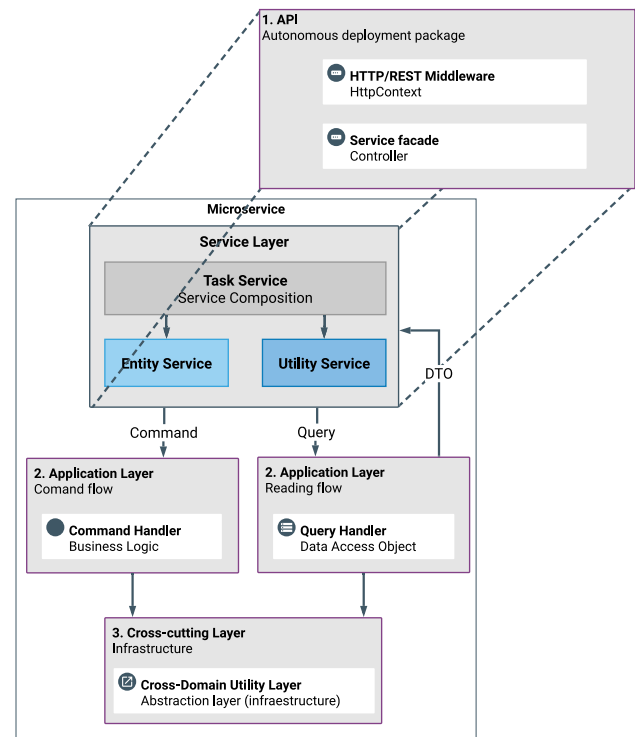 1. API
Autonomous deployment package
HTTP/REST Middleware
HttpContext
Service facade
Controller
Microservice
Service Layer
Task Service
Service Composition
Entity Service
Utility Service
DTO
Command
Query
2. Application Layer
Comand flow
Command Handler
Business Logic
2. Application Layer
Reading flow
Query Handler
Data Access Object
3. Cross-cutting Layer
Infrastructure
Cross-Domain Utility Layer
Abstraction layer (infraestructure)